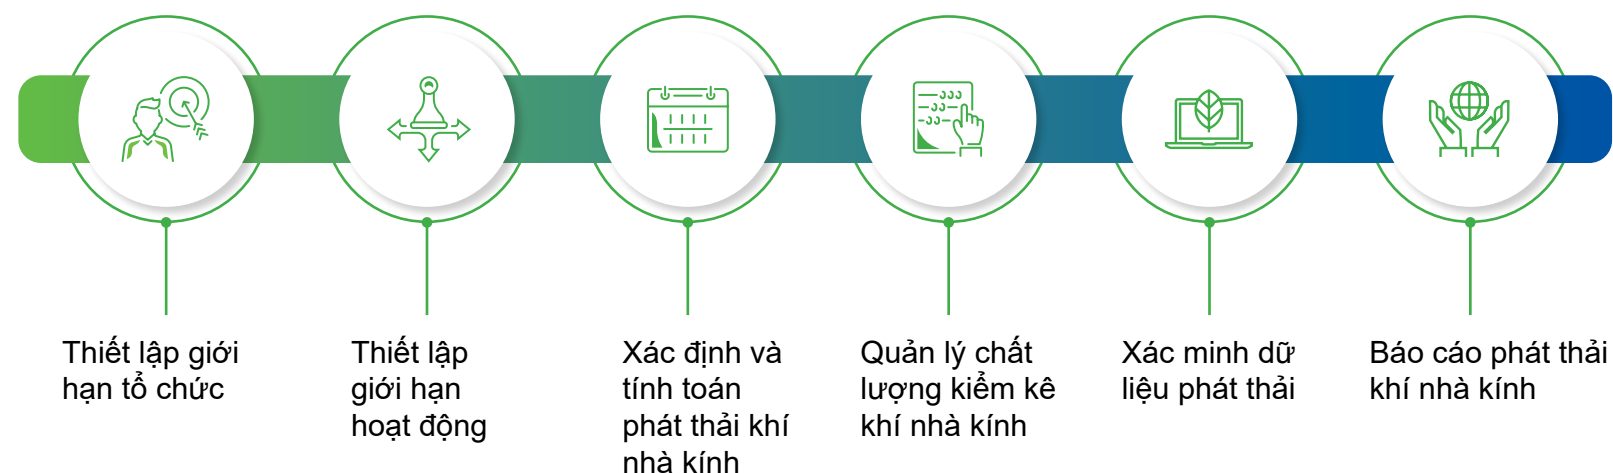 Thiết lập giới
hạn tổ chức
Thiết lập
giới hạn
hoạt động
Xác định và
tính toán
phát thải khí
nhà kính
Quản lý chất
lượng kiểm kê
khí nhà kính
Xác minh dữ
liệu phát thải
Báo cáo phát thải
khí nhà kính